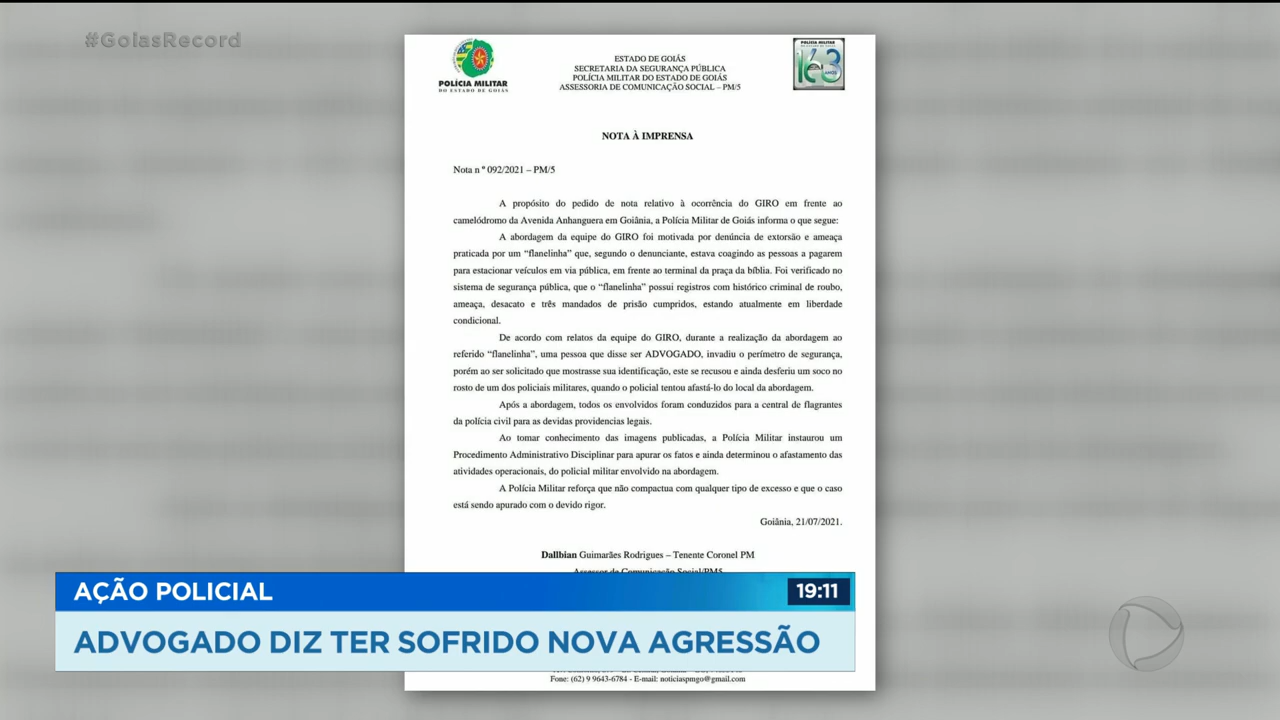 #GoiasRecord
POLÍCIA MILITAR
DO ESTADO DE GOIÁS
ESTADO DE GOIÁS
SECRETARIA DA SEGURANÇA PÚBLICA
POLÍCIA MILITAR DO ESTADO DE GOIÁS
ASSESSORIA DE COMUNICAÇÃO SOCIAL – PM/5
POLÍCIA MILITAR
163
ANOS
NOTA À IMPRENSA
Nota n º 092/2021 – PM/5
A propósito do pedido de nota relativo à ocorrência do GIRO em frente ao
camelódromo da Avenida Anhanguera em Goiânia, a Polícia Militar de Goiás informa o que segue:
A abordagem da equipe do GIRO foi motivada por denúncia de extorsão e ameaça
praticada por um “flanelinha” que, segundo o denunciante, estava coagindo as pessoas a pagarem
para estacionar veículos em via pública, em frente ao terminal da praça da bíblia. Foi verificado no
sistema de segurança pública, que o “flanelinha” possui registros com histórico criminal de roubo,
ameaça, desacato e três mandados de prisão cumpridos, estando atualmente em liberdade
condicional.
De acordo com relatos da equipe do GIRO, durante a realização da abordagem ao
referido “flanelinha”, uma pessoa que disse ser ADVOGADO, invadiu o perímetro de segurança,
porém ao ser solicitado que mostrasse sua identificação, este se recusou e ainda desferiu um soco no
rosto de um dos policiais militares, quando o policial tentou afastá-lo do local da abordagem.
Após a abordagem, todos os envolvidos foram conduzidos para a central de flagrantes
da polícia civil para as devidas providencias legais.
Ao tomar conhecimento das imagens publicadas, a Polícia Militar instaurou um
Procedimento Administrativo Disciplinar para apurar os fatos e ainda determinou o afastamento das
atividades operacionais, do policial militar envolvido na abordagem.
A Polícia Militar reforça que não compactua com qualquer tipo de excesso e que o caso
está sendo apurado com o devido rigor.
Goiânia, 21/07/2021.
Dallbian Guimarães Rodrigues – Tenente Coronel PM
Assessor de Comunicação Social/PM5
AÇÃO POLICIAL
19:11
ADVOGADO DIZ TER SOFRIDO NOVA AGRESSÃO
Fone: (62) 9 9643-6784 - E-mail: noticiaspmgo@gmail.com